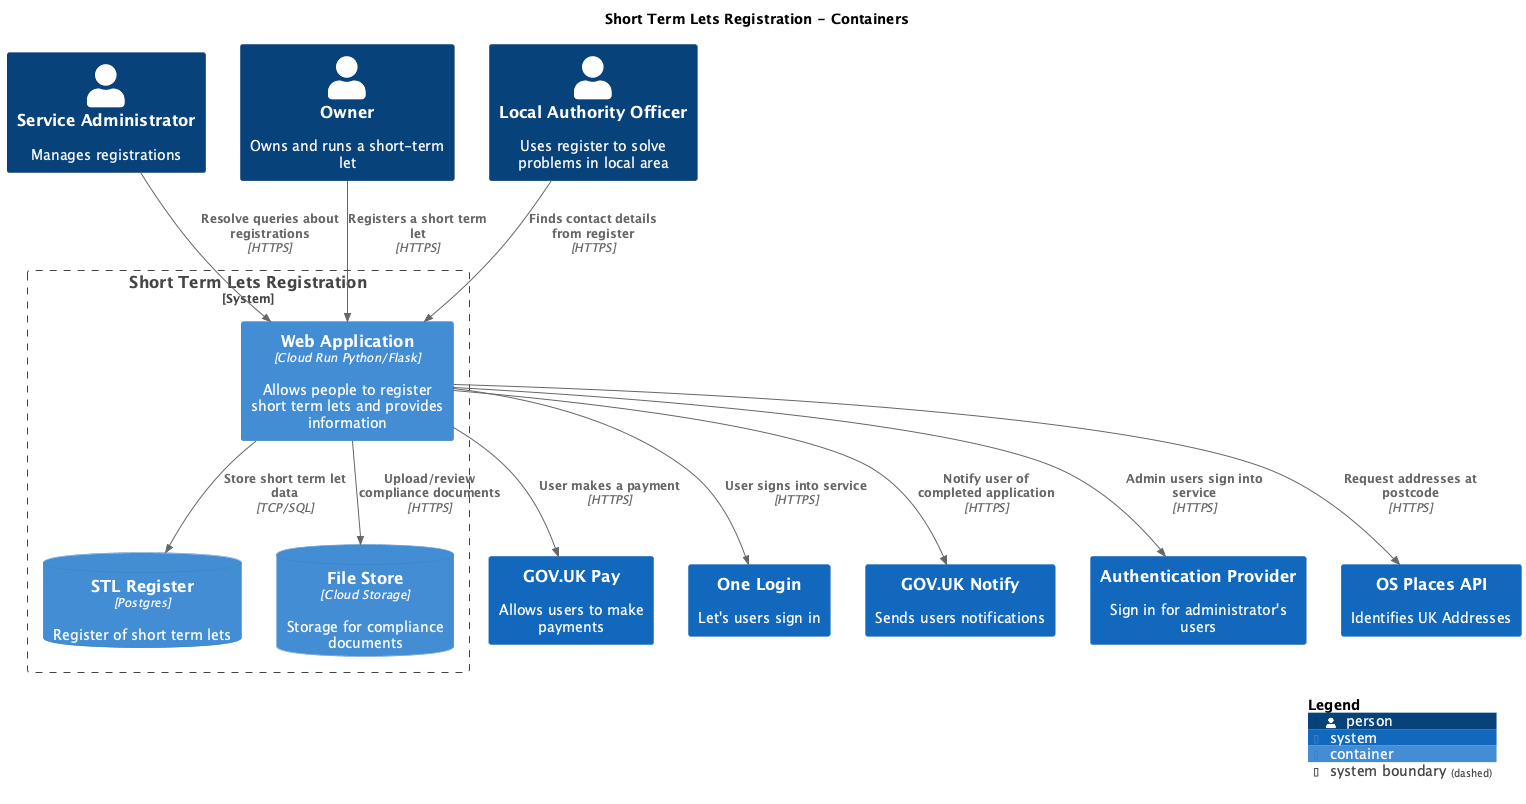 Short Term Lets Registration - Containers
Service Administrator
Manages registrations
Owner
Owns and runs a short-term
let
Local Authority Officer
Uses register to solve
problems in local area
Resolve queries about
registrations
[HTTPS]
Registers a short term
let
[HTTPS]
Finds contact details
from register
[HTTPS]
Short Term Lets Registration
[System]
Web Application
[Cloud Run Python/Flask]
Allows people to register
short term lets and provides
information
Store short term let
data
[TCP/SQL]
Upload/review
compliance documents
[HTTPS]
User makes a payment
[HTTPS]
User signs into service
[HTTPS]
Notify user of
completed application
[HTTPS]
Admin users sign into
service
[HTTPS]
Request addresses at
postcode
[HTTPS]
STL Register
[Postgres]
Register of short term lets
File Store
[Cloud Storage]
Storage for compliance
documents
GOV.UK Pay
Allows users to make
payments
One Login
Let's users sign in
GOV.UK Notify
Sends users notifications
Authentication Provider
Sign in for administrator's
users
OS Places API
Identifies UK Addresses
Legend
person
system
container
system boundary (dashed)